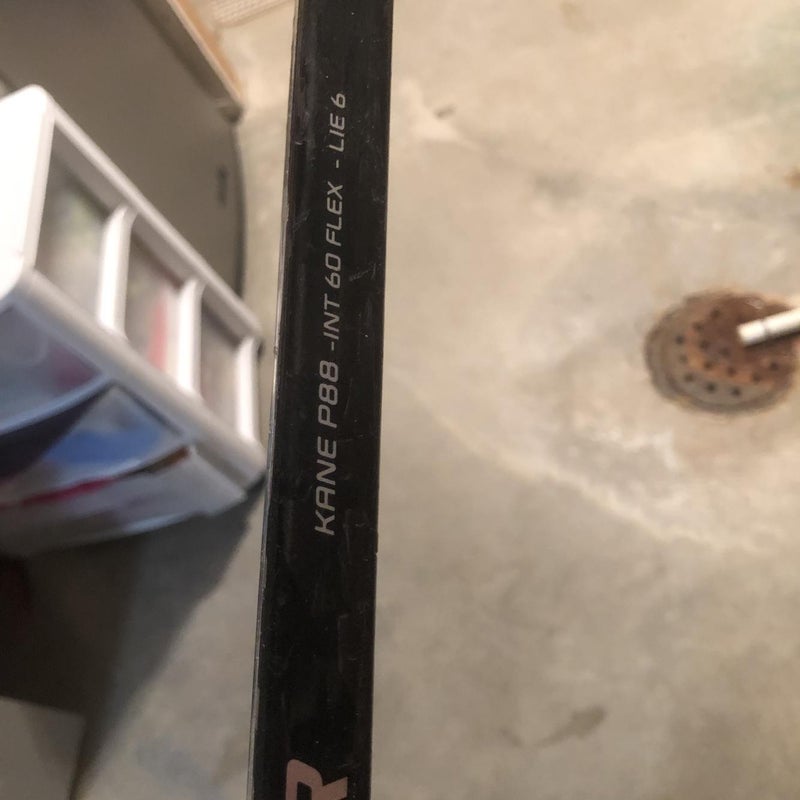 KANE P88 -INT 60 FLEX - LIE 6
R